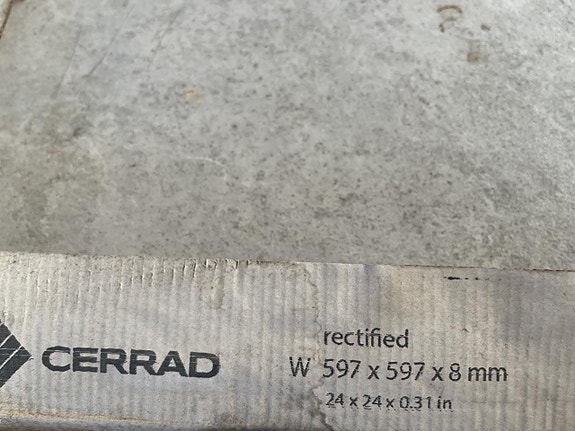 rectified
CERRAD W 597 x 597 x 8 mm
24 x 24 x 0.31 in